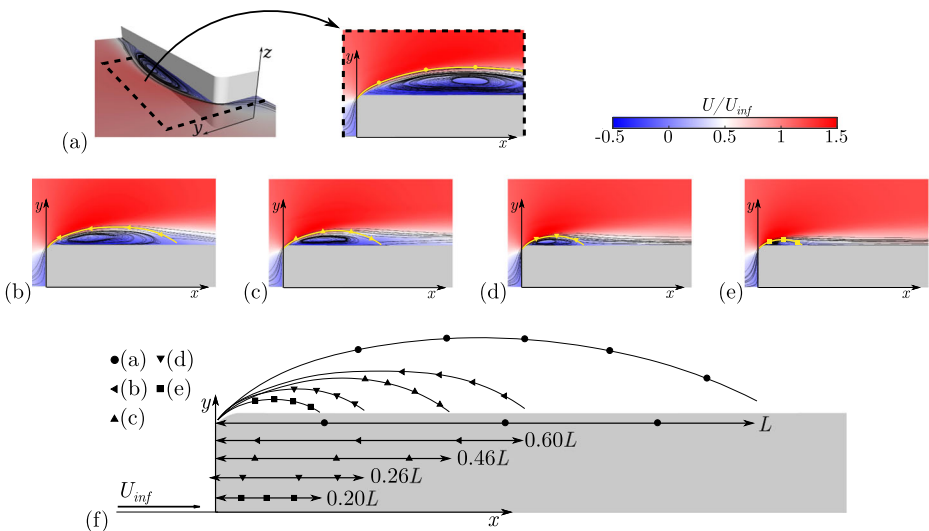 z
y
(a)
y
x
U/U_inf
-0.5 0 0.5 1 1.5
y
x
(b)
y
x
(c)
y
x
(d)
y
x
(e)
(a) (d)
(b) (e)
(c)
y
L
0.60L
0.46L
0.26L
0.20L
U_inf
x
(f)